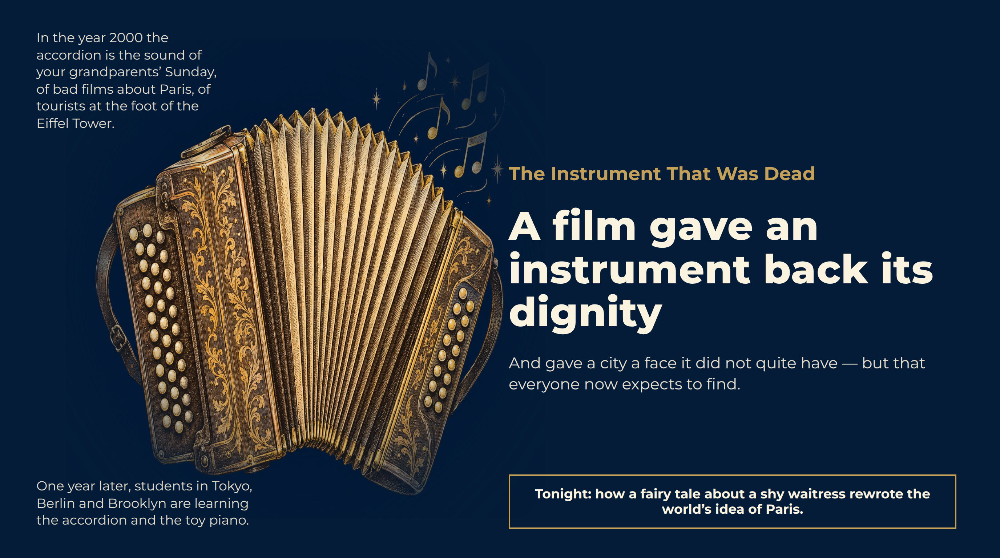 In the year 2000 the
accordion is the sound of
your grandparents’ Sunday,
of bad films about Paris, of
tourists at the foot of the
Eiffel Tower.
One year later, students in Tokyo,
Berlin and Brooklyn are learning
the accordion and the toy piano.
The Instrument That Was Dead
A film gave an
instrument back its
dignity
And gave a city a face it did not quite have — but that
everyone now expects to find.
Tonight: how a fairy tale about a shy waitress rewrote the
world’s idea of Paris.